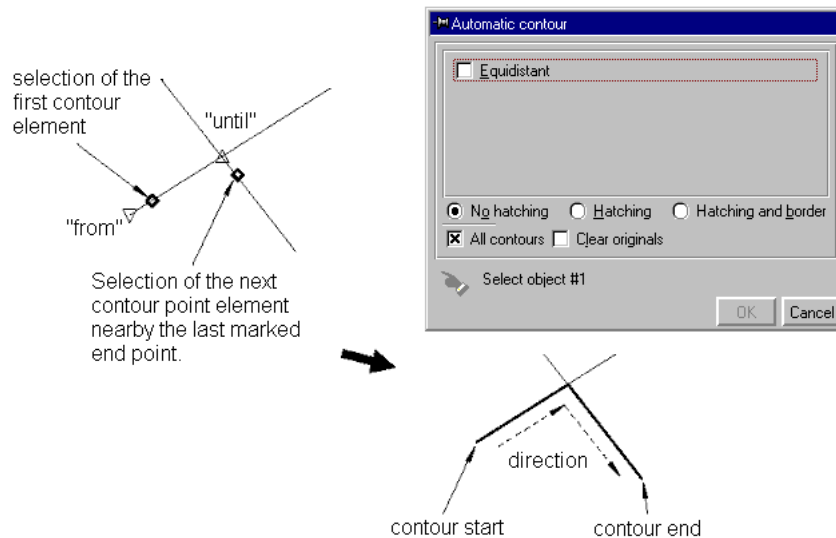 Automatic contour
Equidistant
No hatching
Hatching
Hatching and border
All contours
Clear originals
Select object #1
OK
Cancel
selection of the
first contour
element
"until"
"from"
Selection of the next
contour point element
nearby the last marked
end point.
direction
contour start
contour end